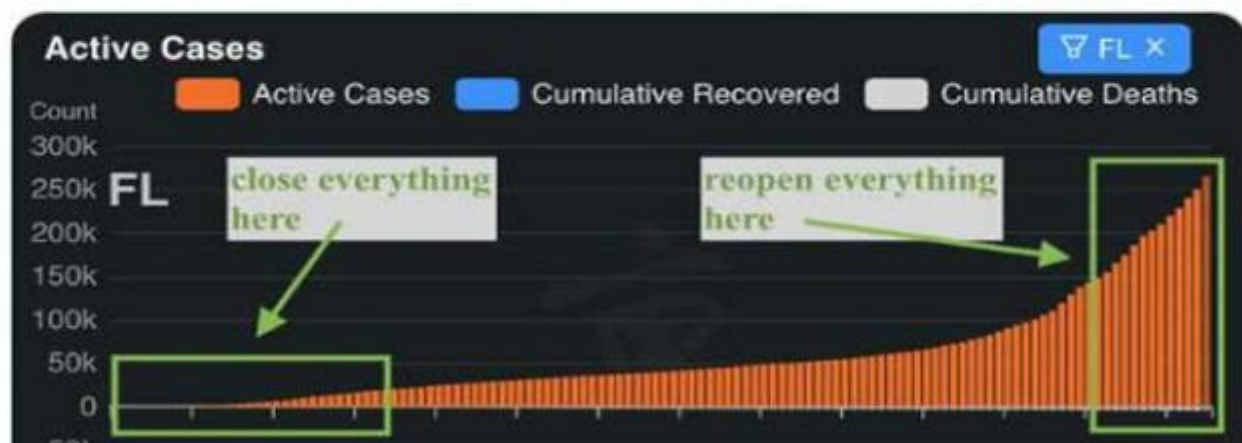 Active Cases
FL ×
Active Cases Cumulative Recovered Cumulative Deaths
Count
300k
250k
200k
150k
100k
50k
0
FL
close everything
here
reopen everything
here